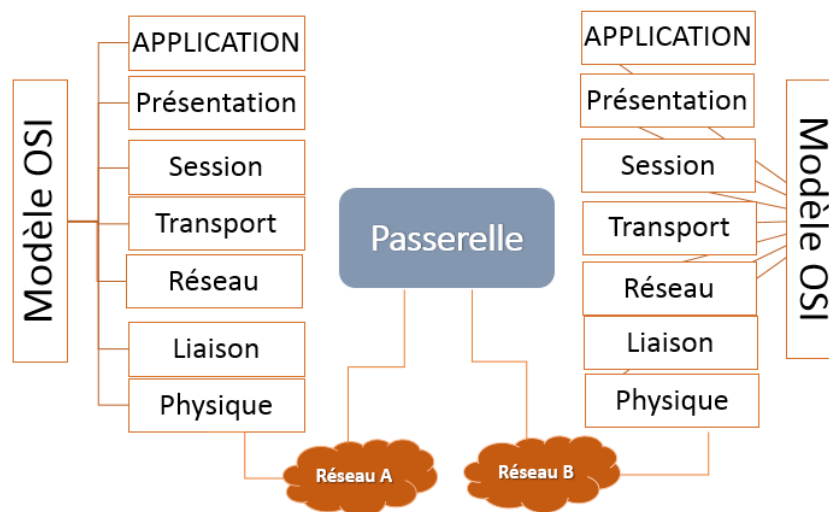 Modèle OSI
APPLICATION
Présentation
Session
Transport
Réseau
Liaison
Physique
Passerelle
Réseau A
Réseau B
APPLICATION
Présentation
Session
Transport
Réseau
Liaison
Physique
Modèle OSI